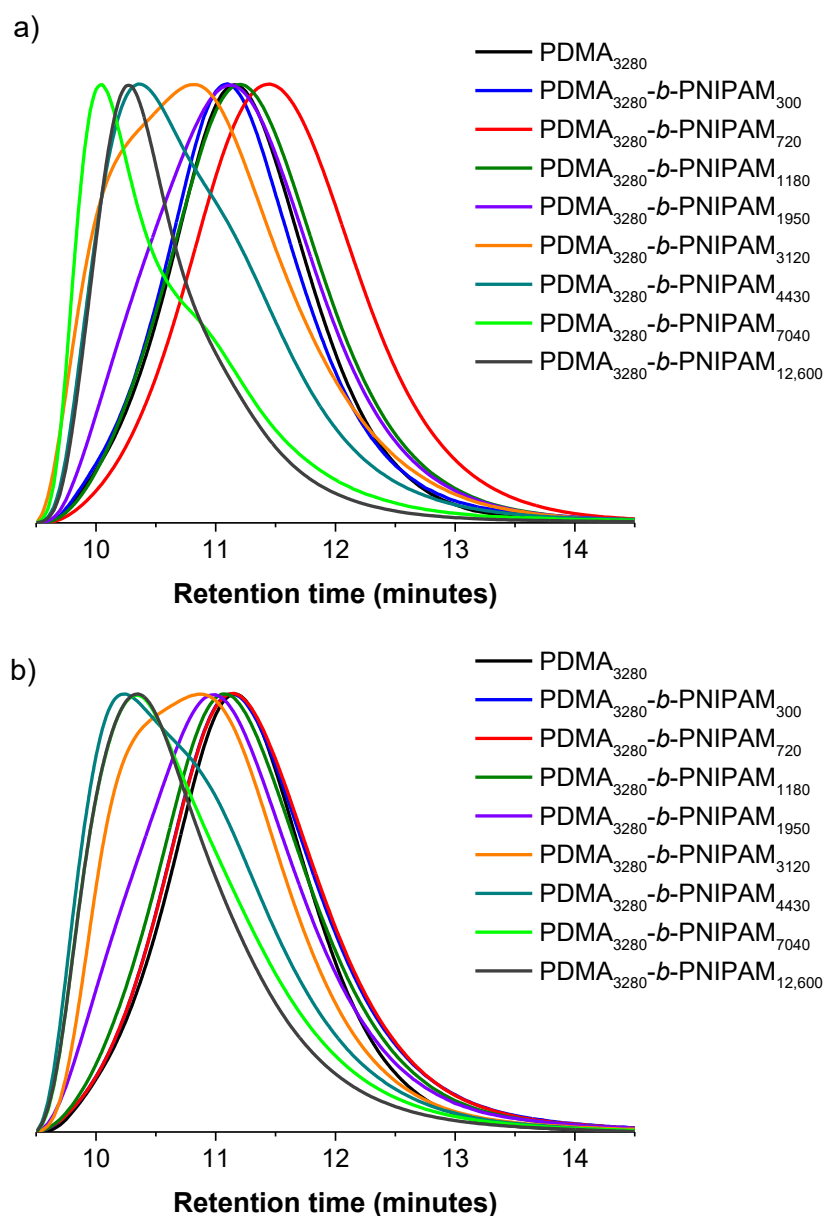 a)
PDMA₃₂₈₀
PDMA₃₂₈₀-b-PNIPAM₃₀₀
PDMA₃₂₈₀-b-PNIPAM₇₂₀
PDMA₃₂₈₀-b-PNIPAM₁₁₈₀
PDMA₃₂₈₀-b-PNIPAM₁₉₅₀
PDMA₃₂₈₀-b-PNIPAM₃₁₂₀
PDMA₃₂₈₀-b-PNIPAM₄₄₃₀
PDMA₃₂₈₀-b-PNIPAM₇₀₄₀
PDMA₃₂₈₀-b-PNIPAM₁₂,₆₀₀
10 11 12 13 14
Retention time (minutes)
b)
PDMA₃₂₈₀
PDMA₃₂₈₀-b-PNIPAM₃₀₀
PDMA₃₂₈₀-b-PNIPAM₇₂₀
PDMA₃₂₈₀-b-PNIPAM₁₁₈₀
PDMA₃₂₈₀-b-PNIPAM₁₉₅₀
PDMA₃₂₈₀-b-PNIPAM₃₁₂₀
PDMA₃₂₈₀-b-PNIPAM₄₄₃₀
PDMA₃₂₈₀-b-PNIPAM₇₀₄₀
PDMA₃₂₈₀-b-PNIPAM₁₂,₆₀₀
10 11 12 13 14
Retention time (minutes)